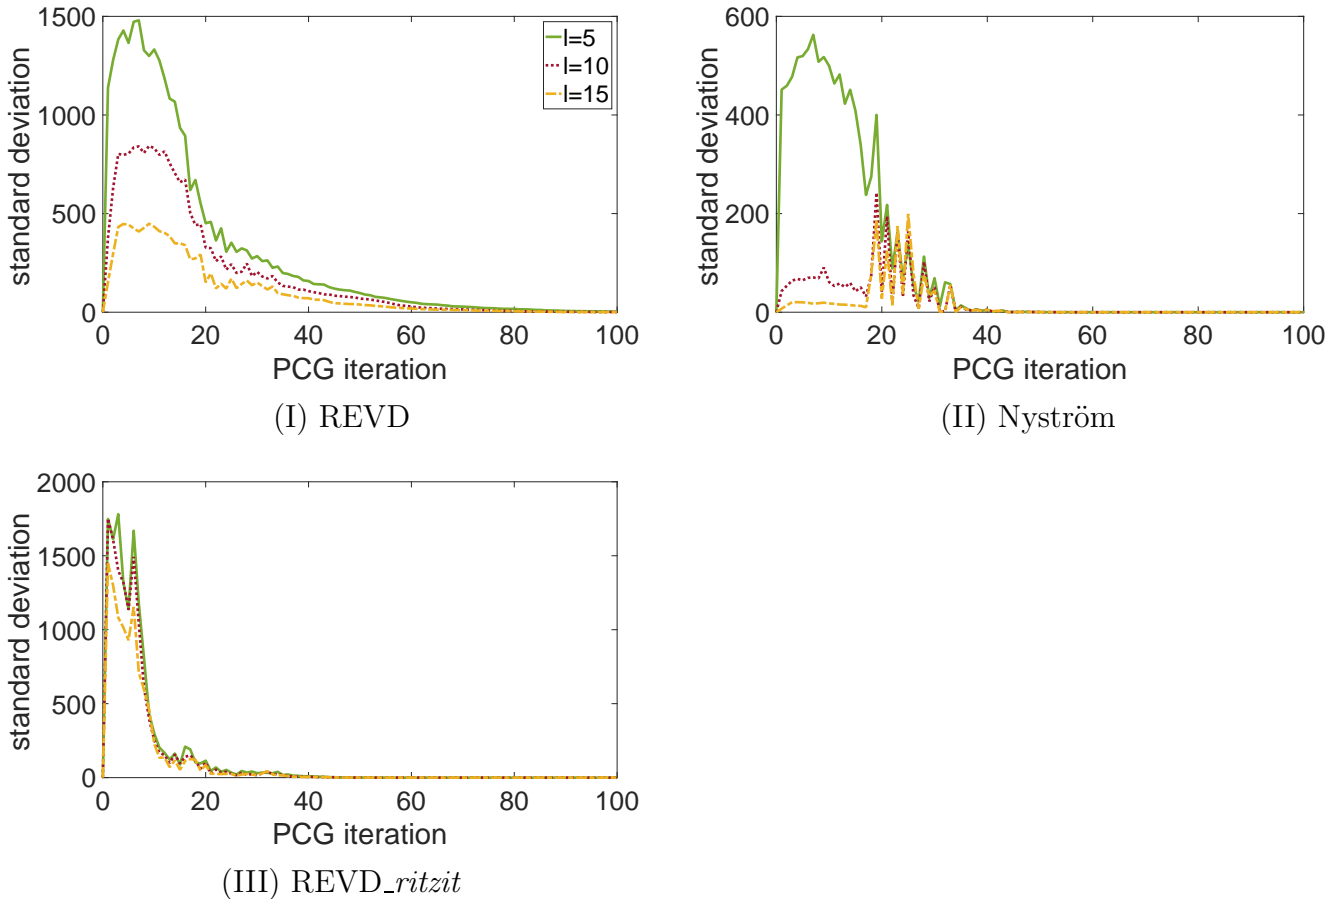 1500
1000
500
0
standard deviation
l=5
l=10
l=15
0 20 40 60 80 100
PCG iteration
(I) REVD
600
400
200
0
standard deviation
0 20 40 60 80 100
PCG iteration
(II) Nyström
2000
1500
1000
500
0
standard deviation
0 20 40 60 80 100
PCG iteration
(III) REVD_ritzit